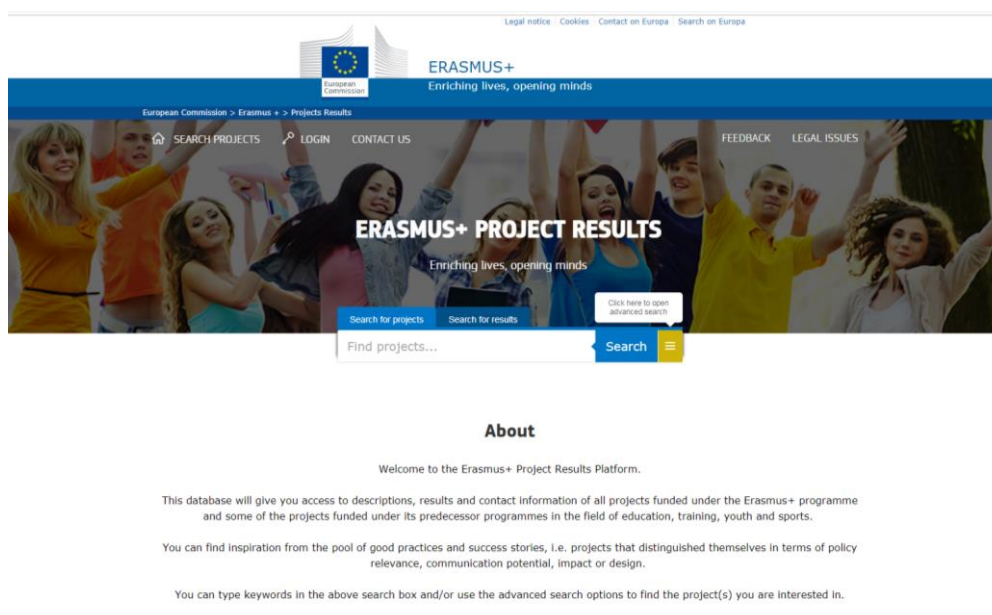 Legal notice Cookies Contact on Europa Search on Europa
European
Commission
ERASMUS+
Enriching lives, opening minds
European Commission > Erasmus + > Projects Results
SEARCH PROJECTS LOGIN CONTACT US FEEDBACK LEGAL ISSUES
ERASMUS+ PROJECT RESULTS
Enriching lives, opening minds
Click here to open
advanced search
Search for projects Search for results
Find projects... Search
About
Welcome to the Erasmus+ Project Results Platform.
This database will give you access to descriptions, results and contact information of all projects funded under the Erasmus+ programme
and some of the projects funded under its predecessor programmes in the field of education, training, youth and sports.
You can find inspiration from the pool of good practices and success stories, i.e. projects that distinguished themselves in terms of policy
relevance, communication potential, impact or design.
You can type keywords in the above search box and/or use the advanced search options to find the project(s) you are interested in.